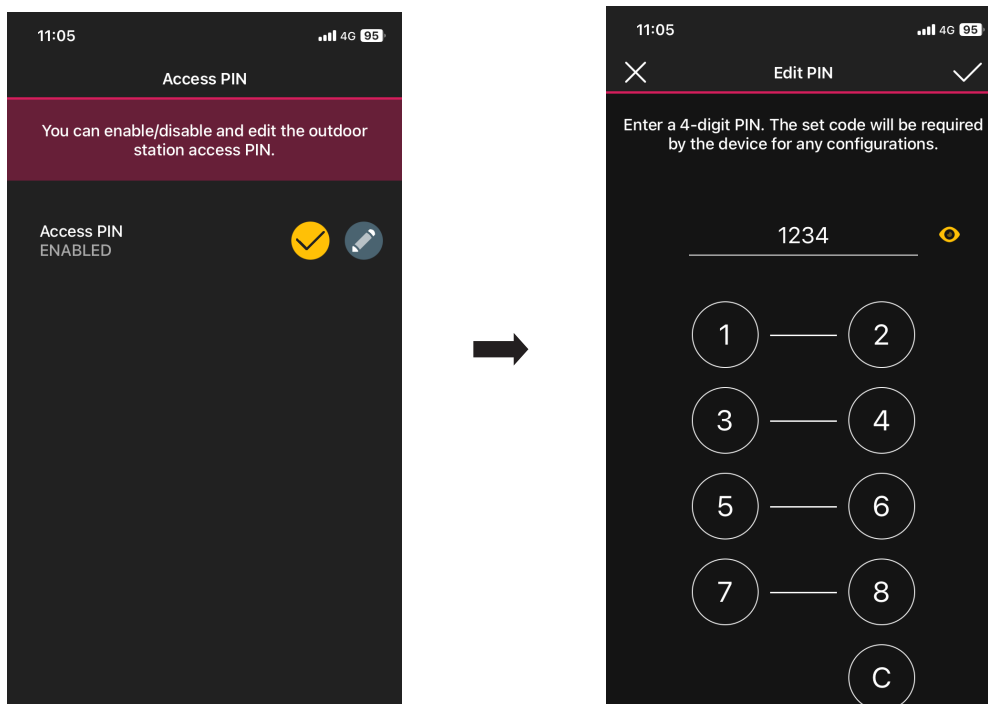 11:05
4G 95
Access PIN
You can enable/disable and edit the outdoor
station access PIN.
Access PIN
ENABLED
11:05
4G 95
Edit PIN
Enter a 4-digit PIN. The set code will be required
by the device for any configurations.
1234
1 2
3 4
5 6
7 8
C